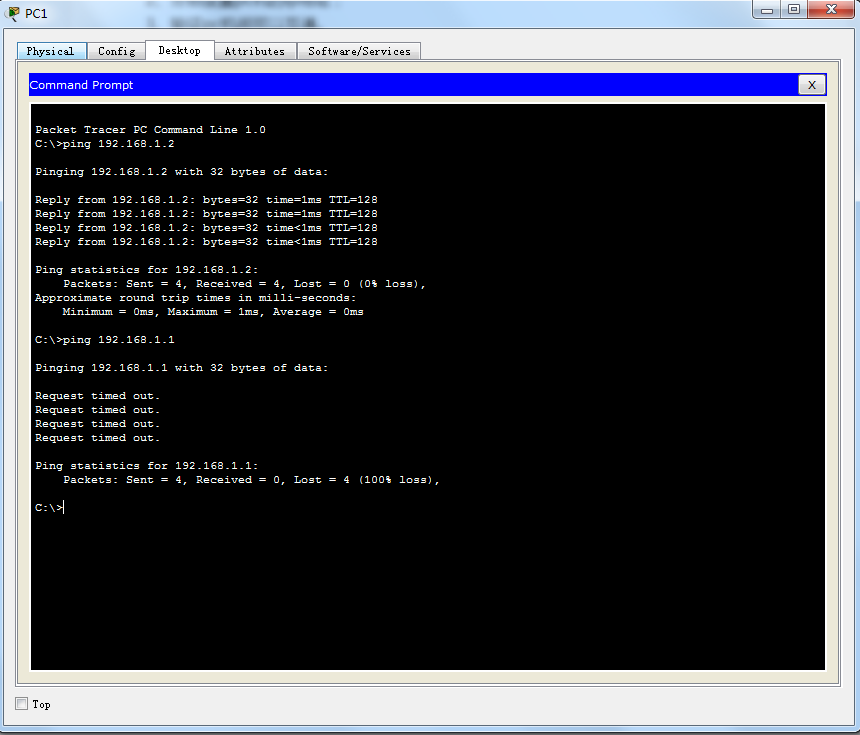 PC1
Physical Config Desktop Attributes Software/Services
Command Prompt
X
Packet Tracer PC Command Line 1.0
C:\>ping 192.168.1.2
Pinging 192.168.1.2 with 32 bytes of data:
Reply from 192.168.1.2: bytes=32 time=1ms TTL=128
Reply from 192.168.1.2: bytes=32 time=1ms TTL=128
Reply from 192.168.1.2: bytes=32 time<1ms TTL=128
Reply from 192.168.1.2: bytes=32 time<1ms TTL=128
Ping statistics for 192.168.1.2:
Packets: Sent = 4, Received = 4, Lost = 0 (0% loss),
Approximate round trip times in milli-seconds:
Minimum = 0ms, Maximum = 1ms, Average = 0ms
C:\>ping 192.168.1.1
Pinging 192.168.1.1 with 32 bytes of data:
Request timed out.
Request timed out.
Request timed out.
Request timed out.
Ping statistics for 192.168.1.1:
Packets: Sent = 4, Received = 0, Lost = 4 (100% loss),
C:\>
Top